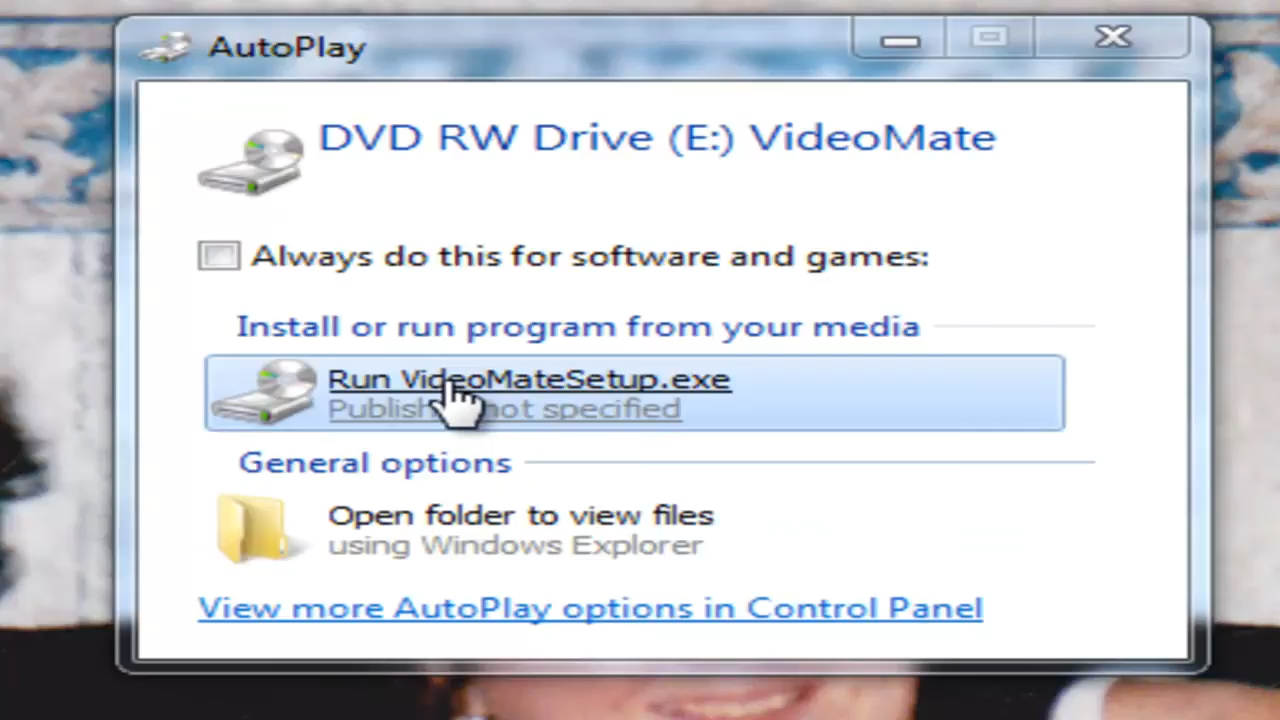 AutoPlay
DVD RW Drive (E:) VideoMate
Always do this for software and games:
Install or run program from your media
Run VideoMateSetup.exe
Publish not specified
General options
Open folder to view files
using Windows Explorer
View more AutoPlay options in Control Panel